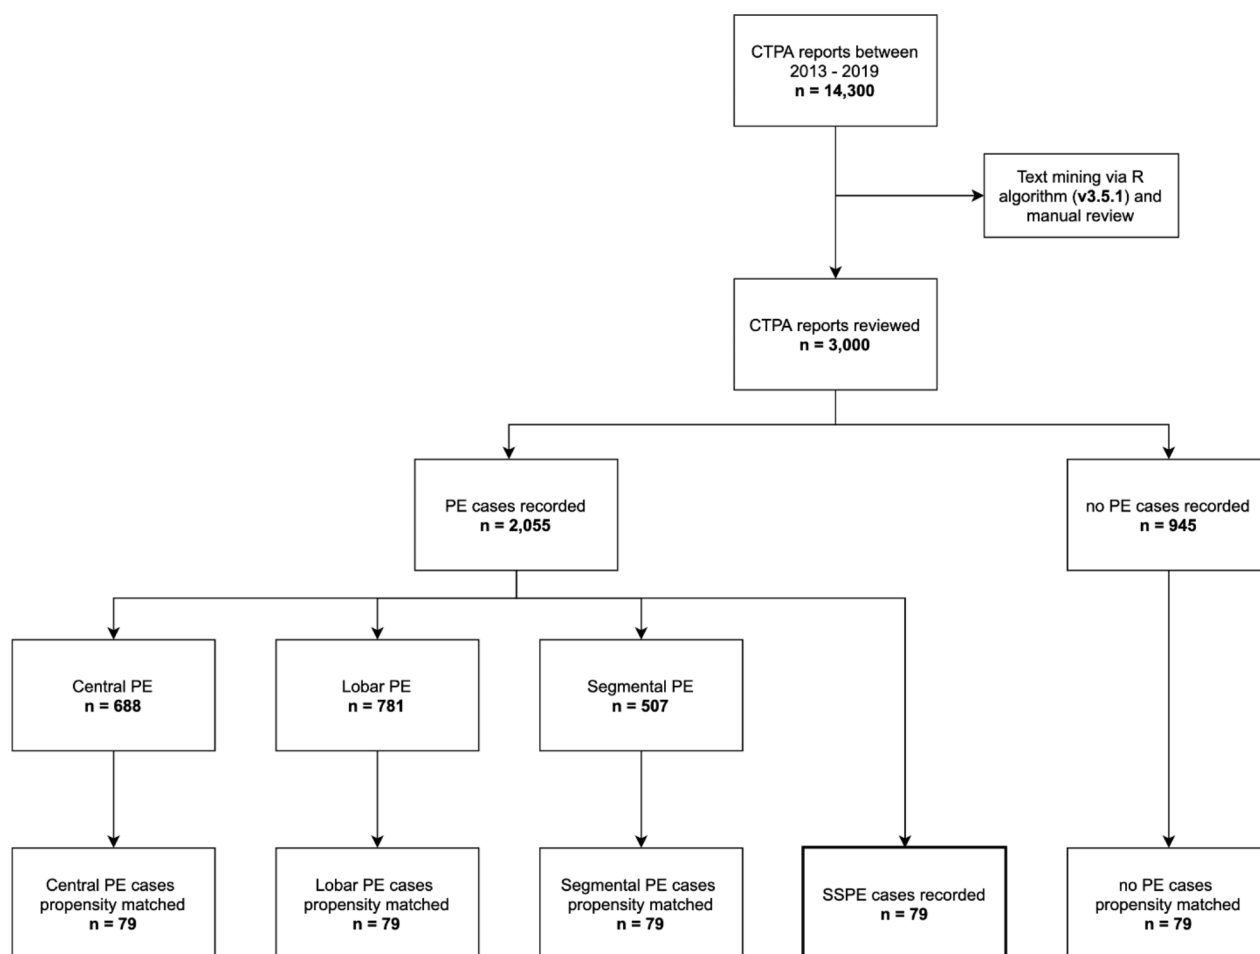 CTPA reports between
2013 - 2019
n = 14,300
Text mining via R
algorithm (v3.5.1) and
manual review
CTPA reports reviewed
n = 3,000
PE cases recorded
n = 2,055
no PE cases recorded
n = 945
Central PE
n = 688
Lobar PE
n = 781
Segmental PE
n = 507
Central PE cases
propensity matched
n = 79
Lobar PE cases
propensity matched
n = 79
Segmental PE cases
propensity matched
n = 79
SSPE cases recorded
n = 79
no PE cases
propensity matched
n = 79